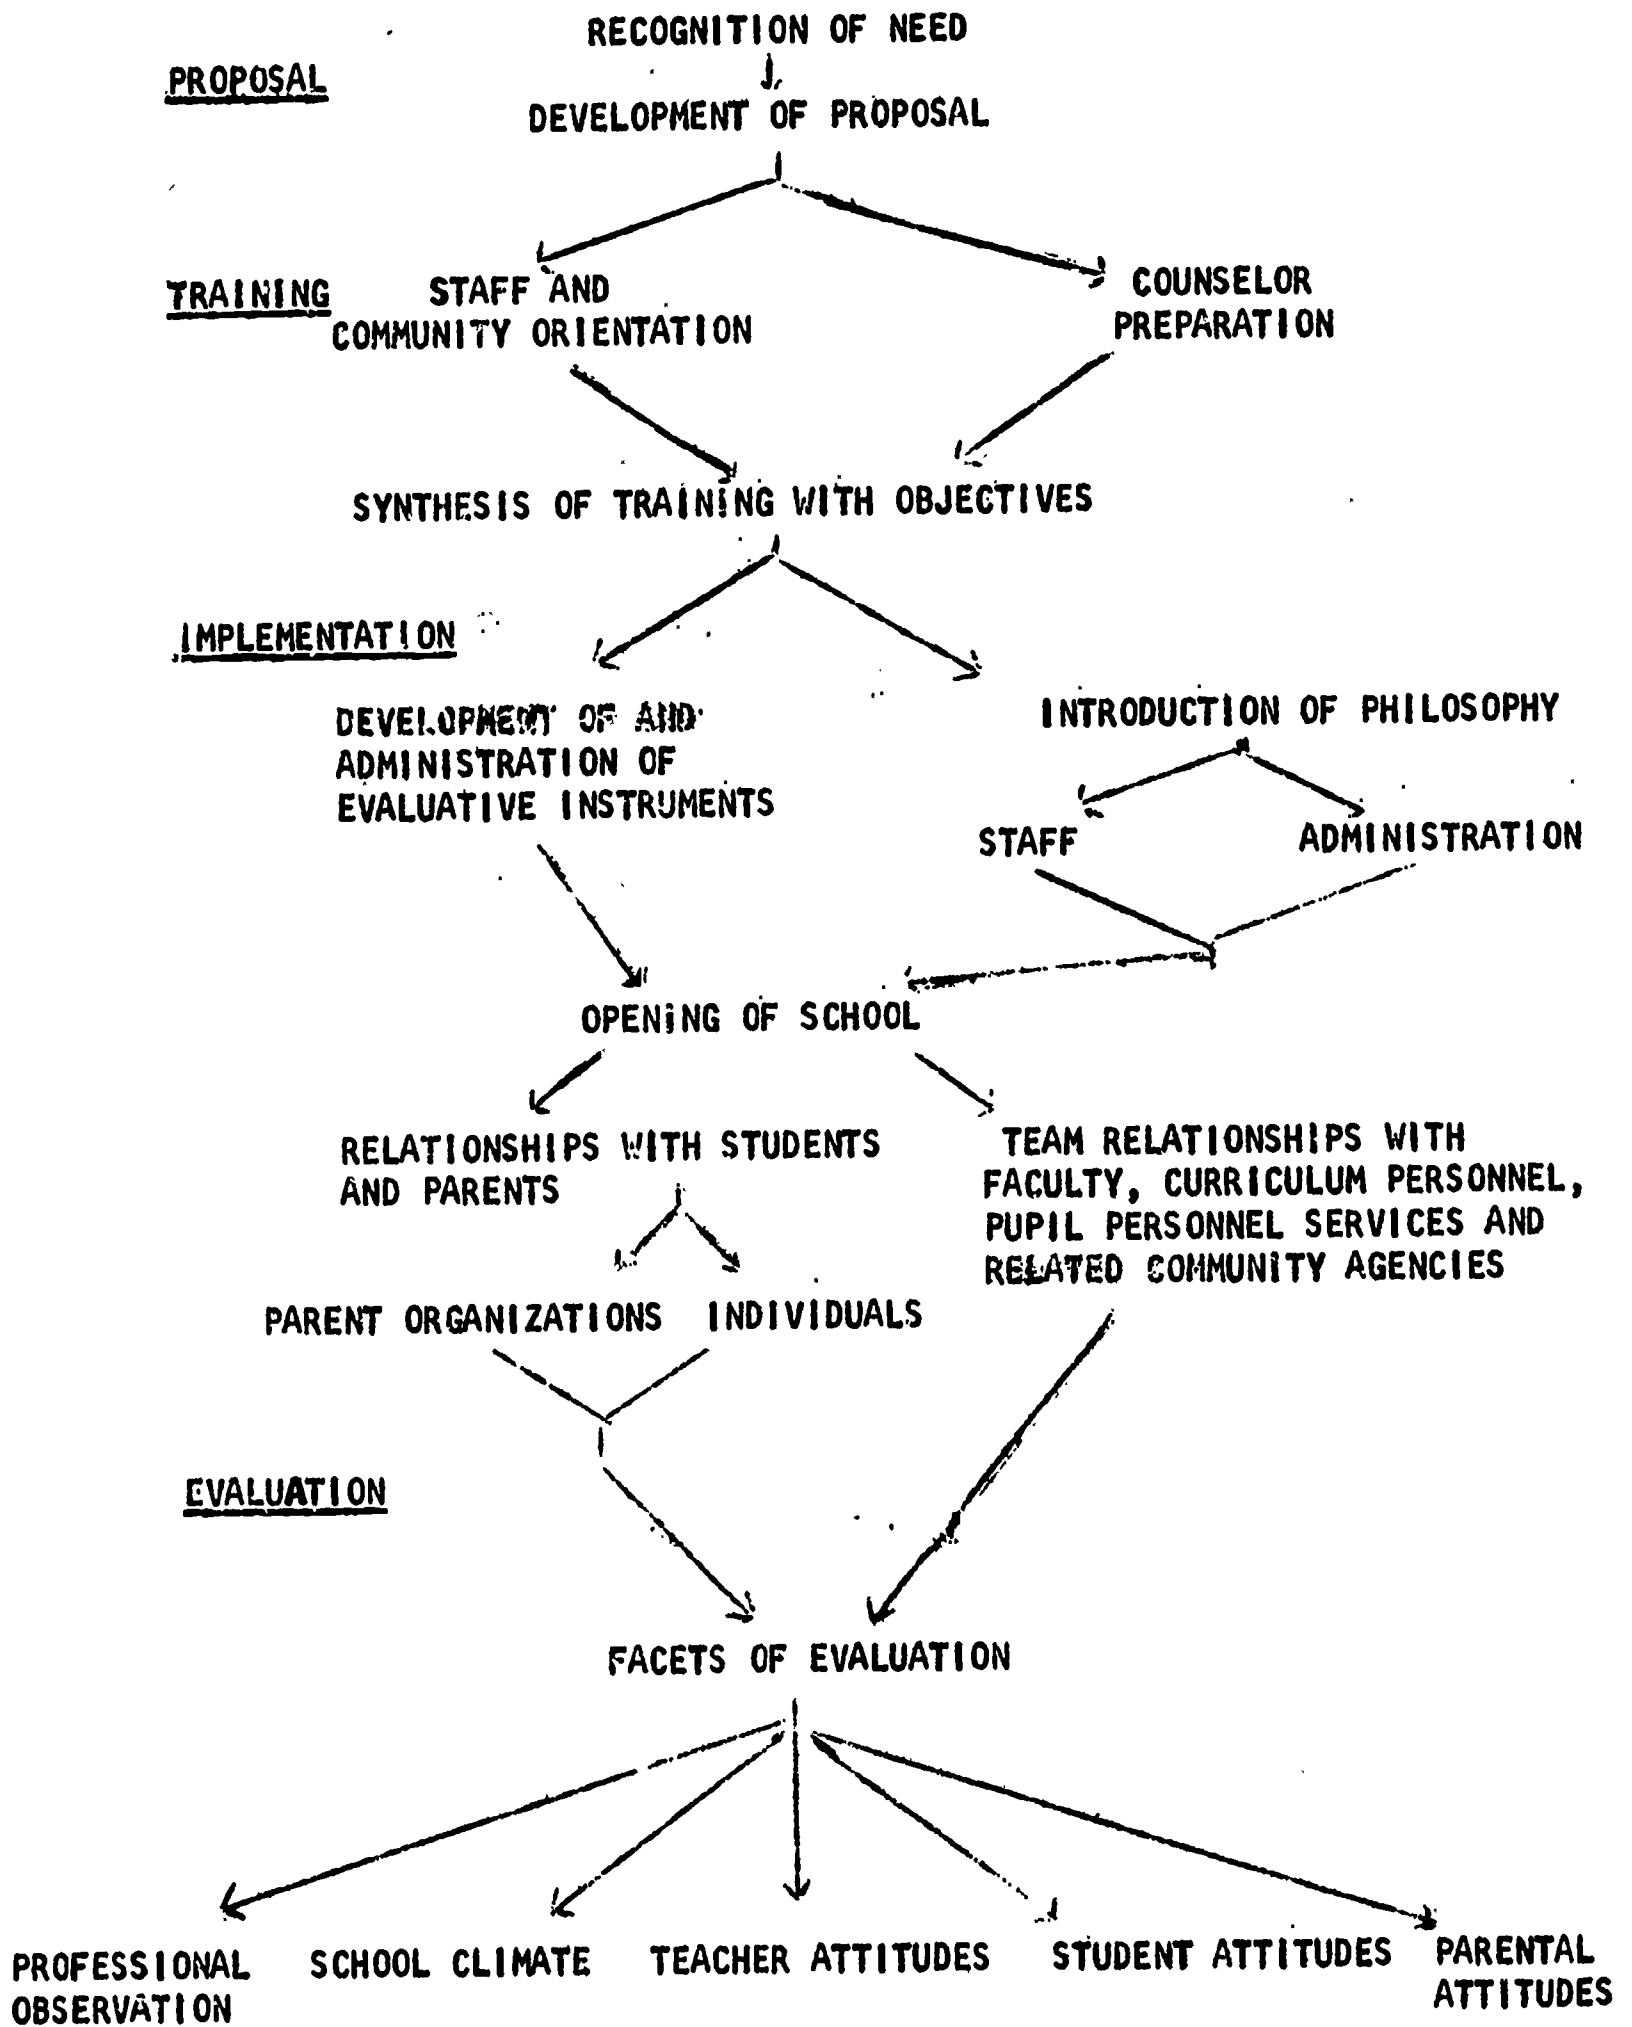 RECOGNITION OF NEED
PROPOSAL
DEVELOPMENT OF PROPOSAL
TRAINING
STAFF AND
COMMUNITY ORIENTATION
COUNSELOR
PREPARATION
SYNTHESIS OF TRAINING WITH OBJECTIVES
IMPLEMENTATION
DEVELOPMENT OF AND
ADMINISTRATION OF
EVALUATIVE INSTRUMENTS
INTRODUCTION OF PHILOSOPHY
STAFF
ADMINISTRATION
OPENING OF SCHOOL
RELATIONSHIPS WITH STUDENTS
AND PARENTS
TEAM RELATIONSHIPS WITH
FACULTY, CURRICULUM PERSONNEL,
PUPIL PERSONNEL SERVICES AND
RELATED COMMUNITY AGENCIES
PARENT ORGANIZATIONS
INDIVIDUALS
EVALUATION
FACETS OF EVALUATION
PROFESSIONAL
OBSERVATION
SCHOOL CLIMATE
TEACHER ATTITUDES
STUDENT ATTITUDES
PARENTAL
ATTITUDES